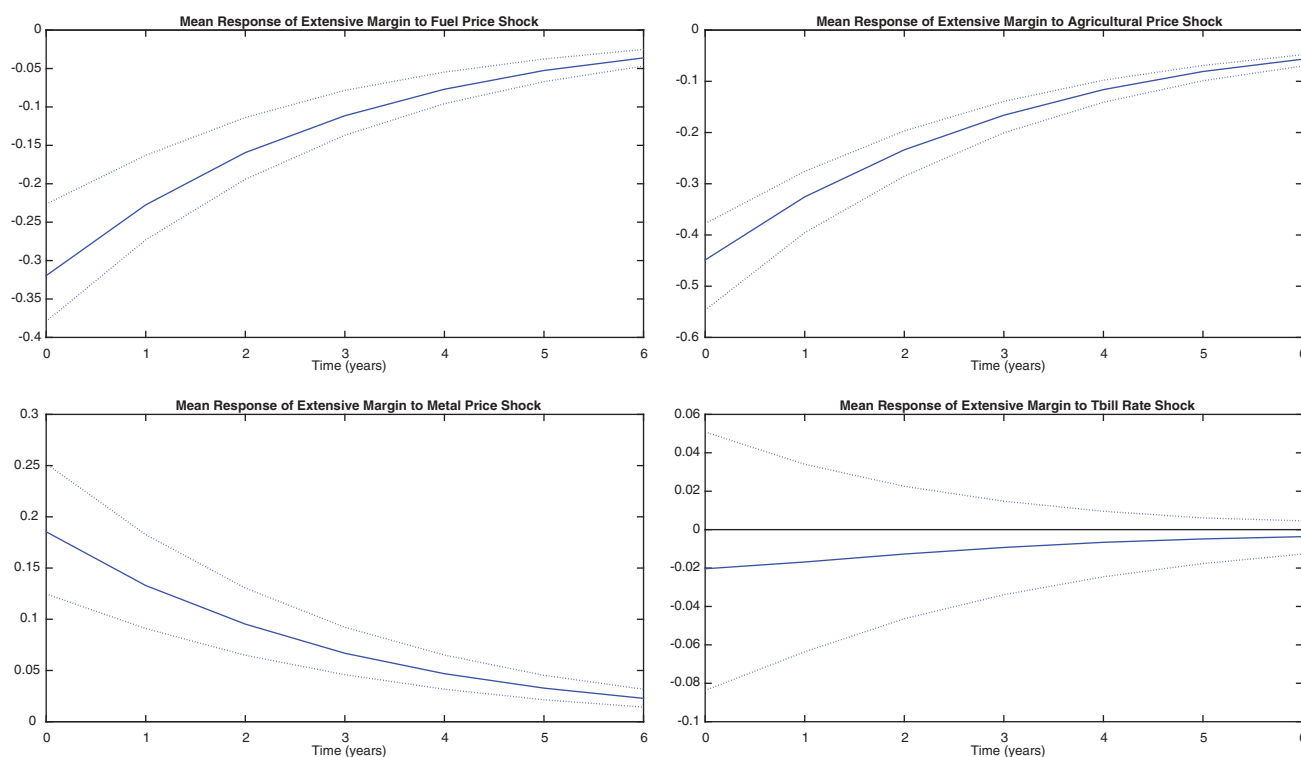 Mean Response of Extensive Margin to Fuel Price Shock
0
-0.05
-0.1
-0.15
-0.2
-0.25
-0.3
-0.35
-0.4
0 1 2 3 4 5 6
Time (years)
Mean Response of Extensive Margin to Agricultural Price Shock
0
-0.1
-0.2
-0.3
-0.4
-0.5
-0.6
0 1 2 3 4 5 6
Time (years)
Mean Response of Extensive Margin to Metal Price Shock
0.3
0.25
0.2
0.15
0.1
0.05
0
0 1 2 3 4 5 6
Time (years)
Mean Response of Extensive Margin to Tbill Rate Shock
0.06
0.04
0.02
0
-0.02
-0.04
-0.06
-0.08
-0.1
0 1 2 3 4 5 6
Time (years)